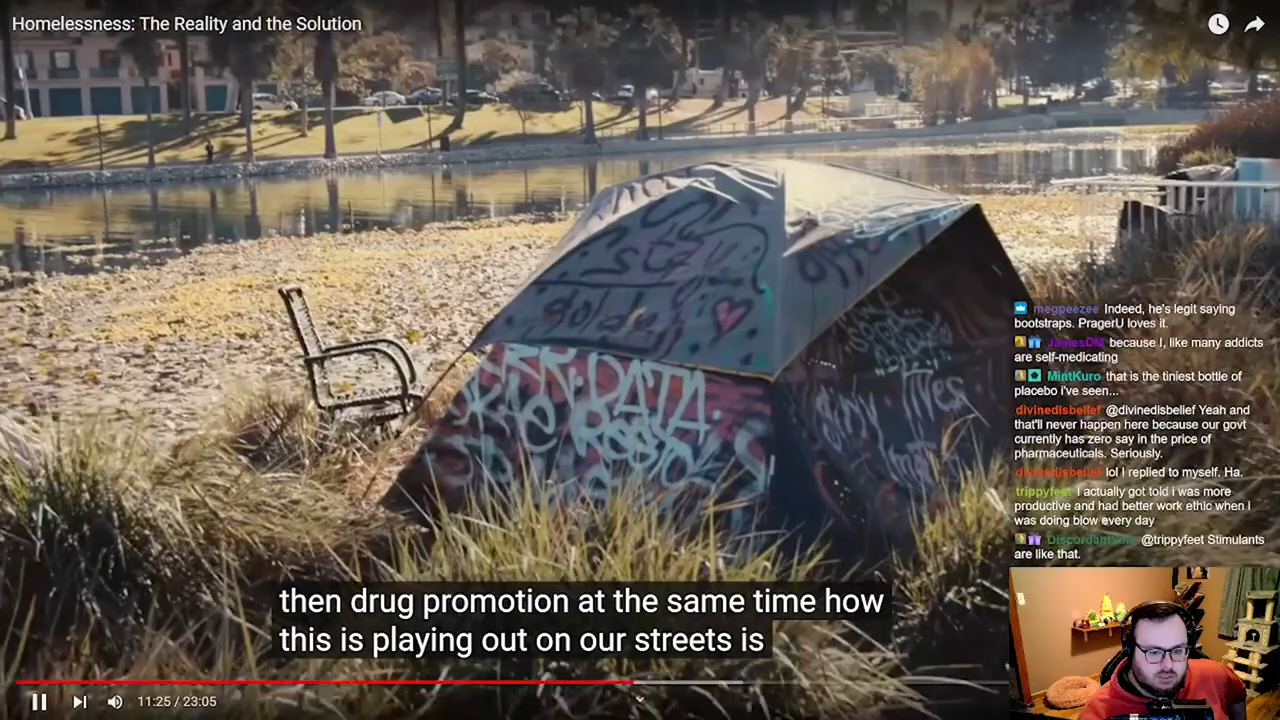 Homelessness: The Reality and the Solution
megpeezee Indeed, he's legit saying
bootstraps. PragerU loves it.
JamesDM because I, like many addicts
are self-medicating
MintKuro that is the tiniest bottle of
placebo i've seen...
divinedisbelief @divinedisbelief Yeah and
that'll never happen here because our govt
currently has zero say in the price of
pharmaceuticals. Seriously.
divinedisbelief lol I replied to myself. Ha.
trippyfeet I actually got told i was more
productive and had better work ethic when I
was doing blow every day
@trippyfeet Stimulants
are like that.
then drug promotion at the same time how
this is playing out on our streets is
11:25 / 23:05